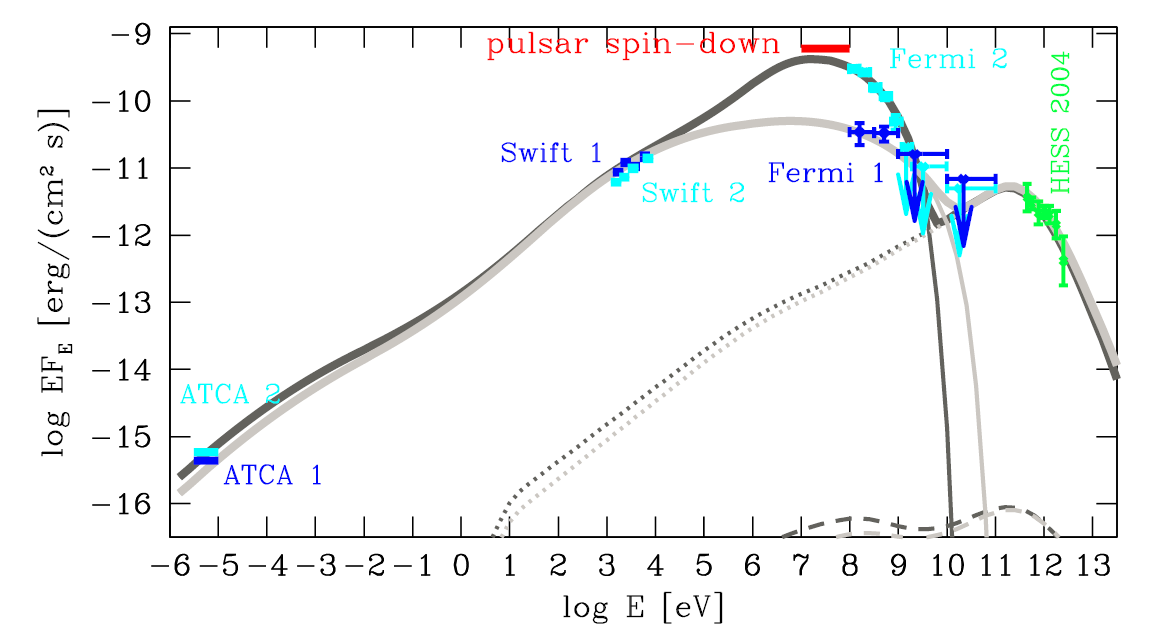 -9
-10
-11
-12
-13
-14
-15
-16
log EF_E [erg/(cm² s)]
pulsar spin-down
Fermi 2
HESS 2004
Swift 1
Swift 2
Fermi 1
ATCA 2
ATCA 1
-6 -5 -4 -3 -2 -1 0 1 2 3 4 5 6 7 8 9 10 11 12 13
log E [eV]